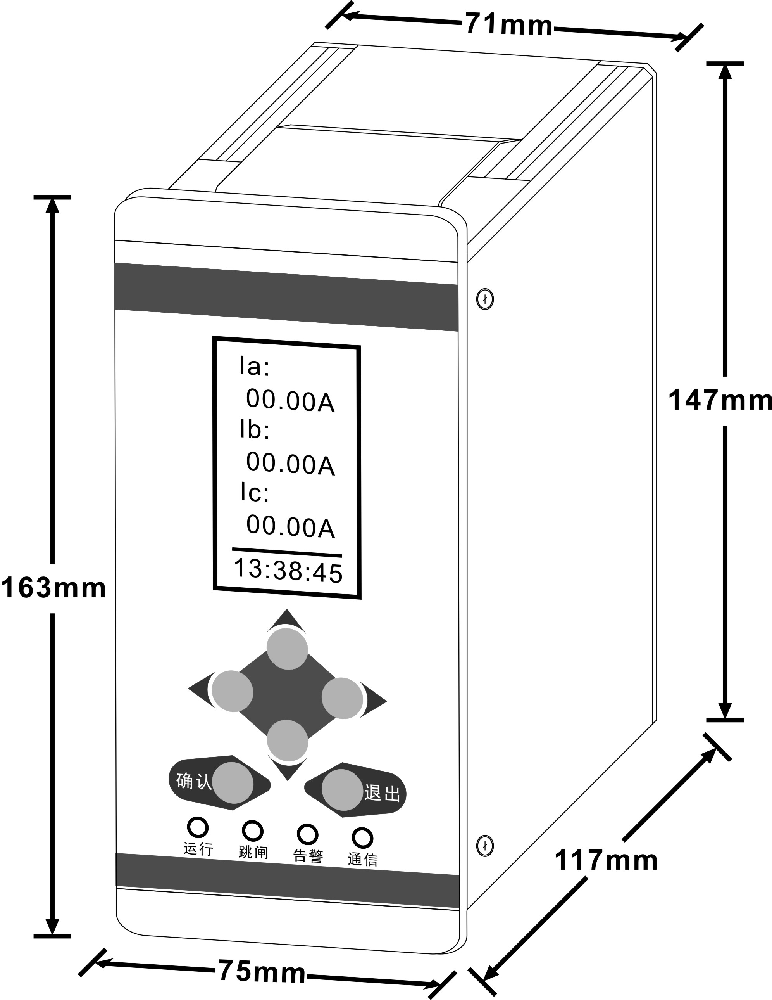 71mm
147mm
163mm
Ia:
00.00A
Ib:
00.00A
Ic:
00.00A
13:38:45
确认
退出
运行
跳闸
告警
通信
117mm
75mm